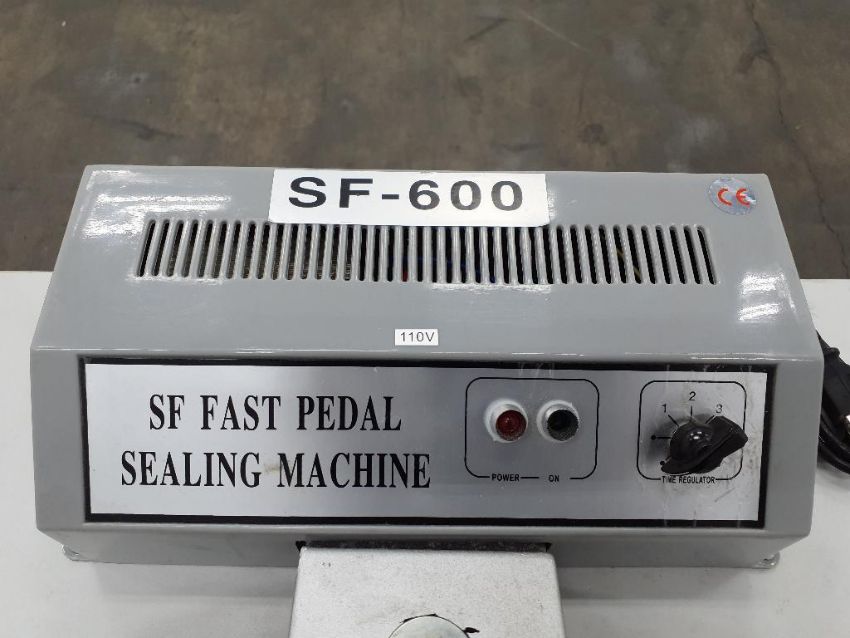 SF-600
CE
110V
SF FAST PEDAL
SEALING MACHINE
POWER ON
1 2 3
TIME REGULATOR